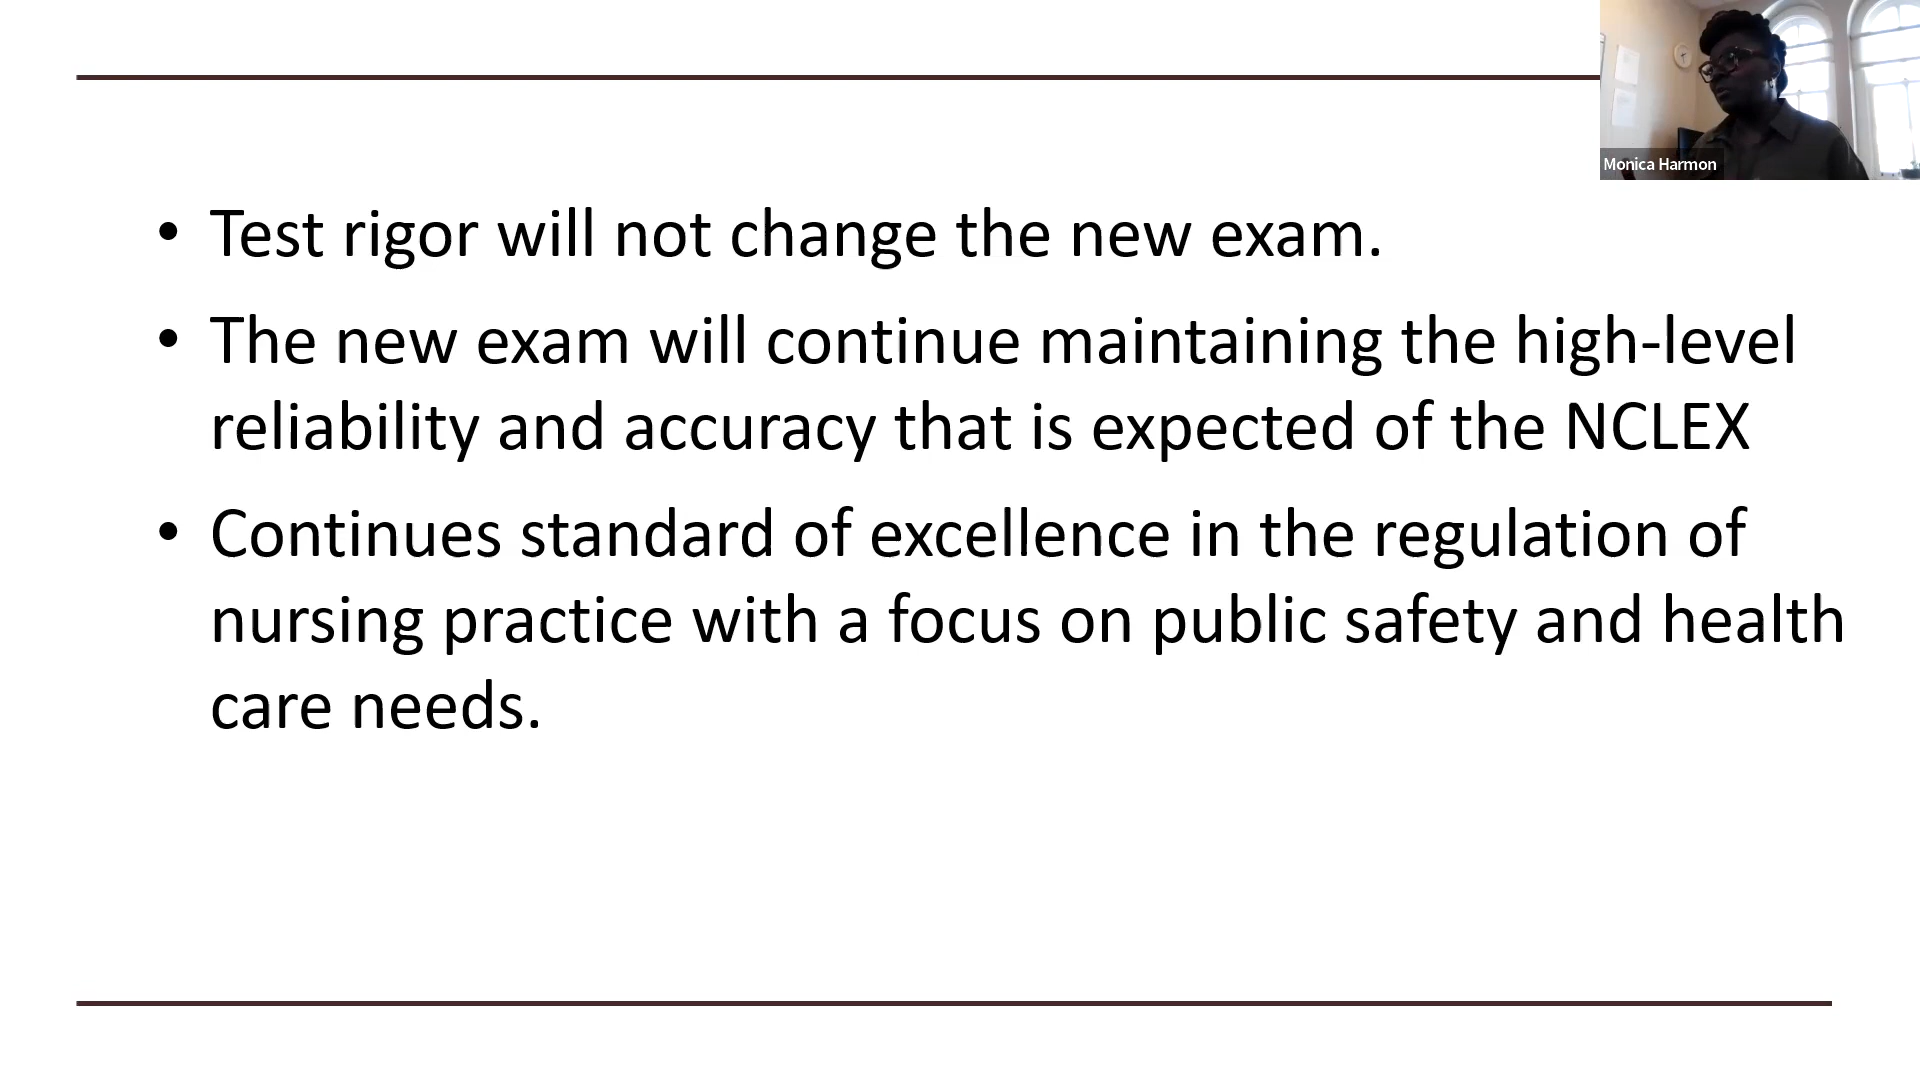 Monica Harmon
• Test rigor will not change the new exam.
• The new exam will continue maintaining the high-level
reliability and accuracy that is expected of the NCLEX
• Continues standard of excellence in the regulation of
nursing practice with a focus on public safety and health
care needs.